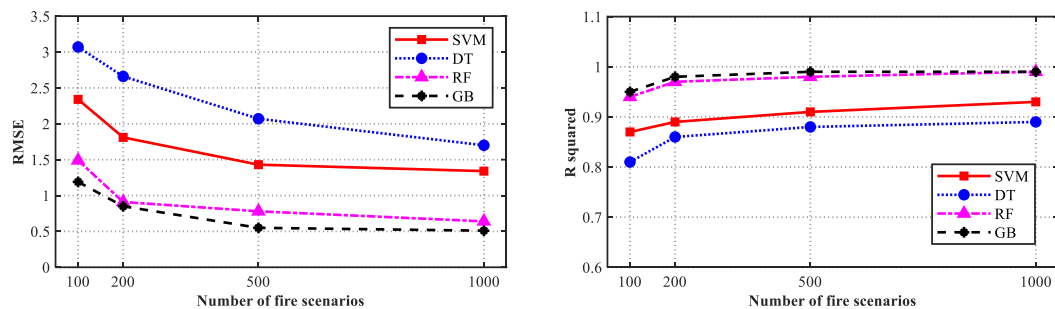 3.5
3
2.5
2
1.5
1
0.5
0
RMSE
100 200 500 1000
Number of fire scenarios
SVM
DT
RF
GB
1.1
1
0.9
0.8
0.7
0.6
R squared
100 200 500 1000
Number of fire scenarios
SVM
DT
RF
GB